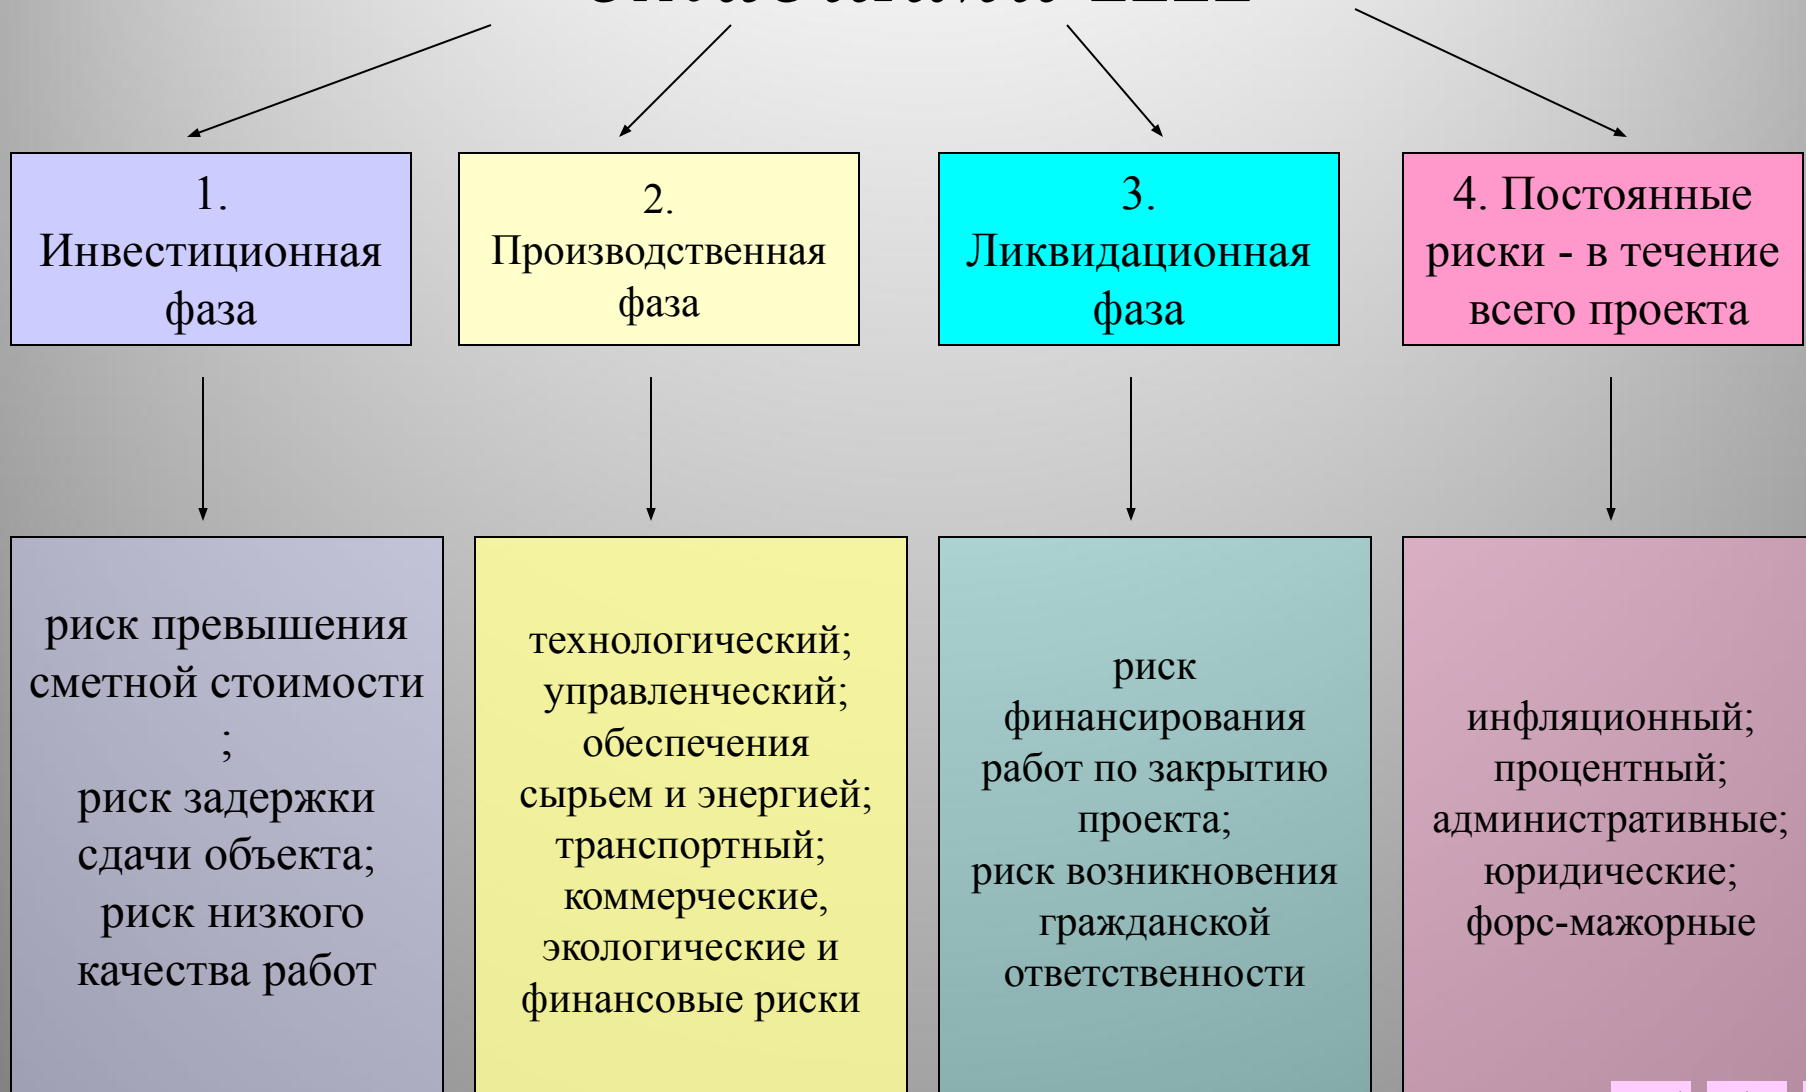 1.
Инвестиционная
фаза
2.
Производственная
фаза
3.
Ликвидационная
фаза
4. Постоянные
риски - в течение
всего проекта
риск превышения
сметной стоимости
;
риск задержки
сдачи объекта;
риск низкого
качества работ
технологический;
управленческий;
обеспечения
сырьем и энергией;
транспортный;
коммерческие,
экологические и
финансовые риски
риск
финансирования
работ по закрытию
проекта;
риск возникновения
гражданской
ответственности
инфляционный;
процентный;
административные;
юридические;
форс-мажорные